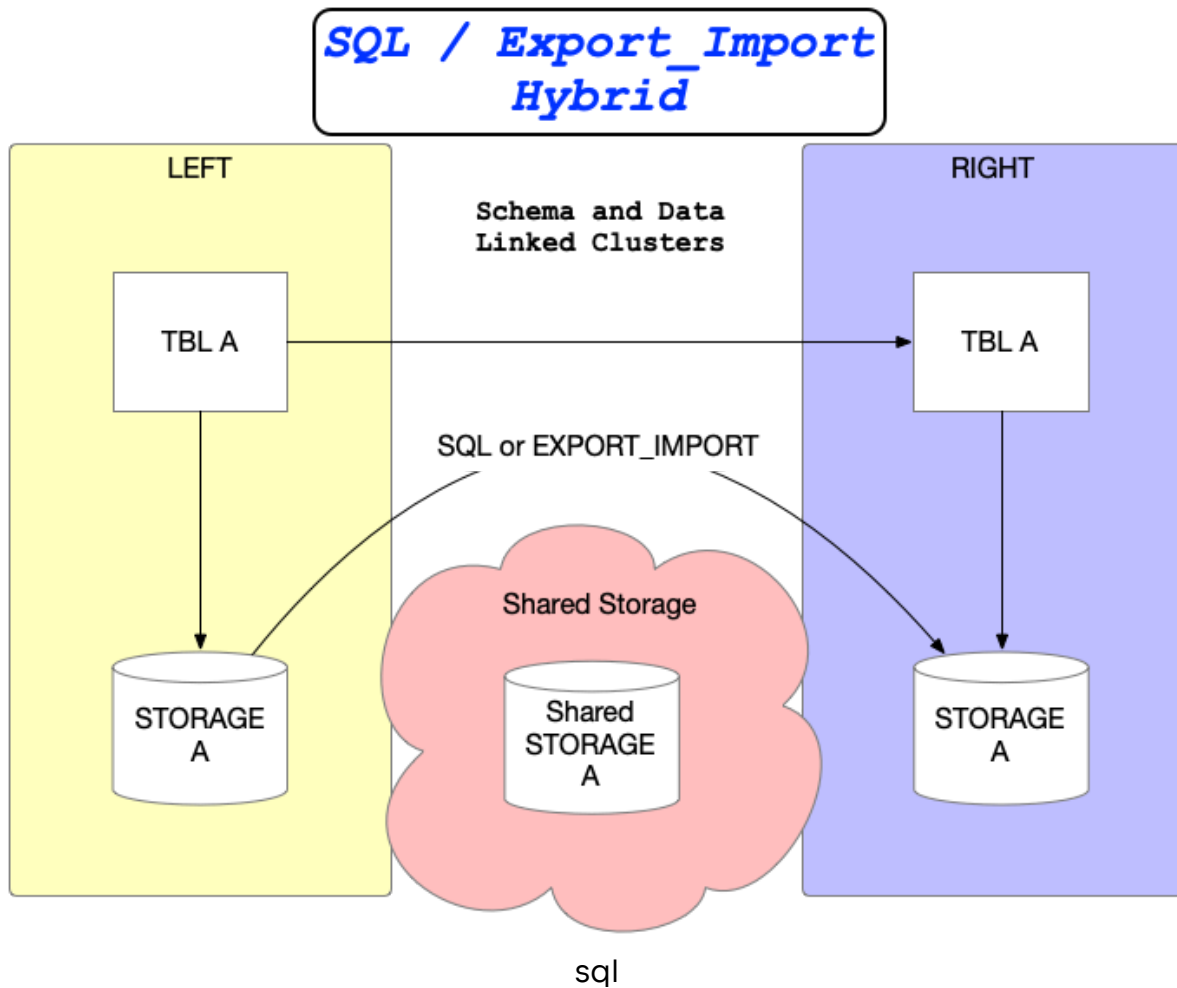 SQL / Export_Import
Hybrid
LEFT
RIGHT
Schema and Data
Linked Clusters
TBL A
TBL A
SQL or EXPORT_IMPORT
Shared Storage
STORAGE
A
Shared
STORAGE
A
STORAGE
A
sql